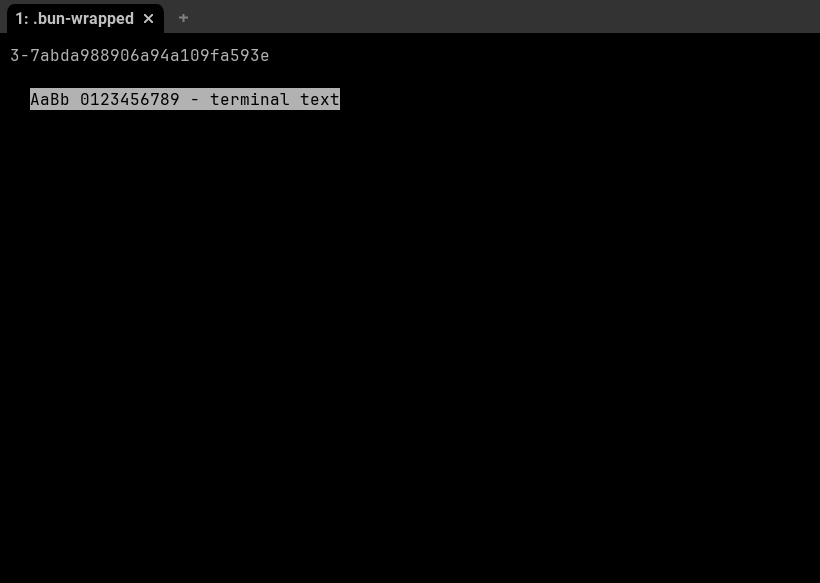 1: .bun-wrapped ✕ +
3-7abda988906a94a109fa593e
AaBb 0123456789 - terminal text